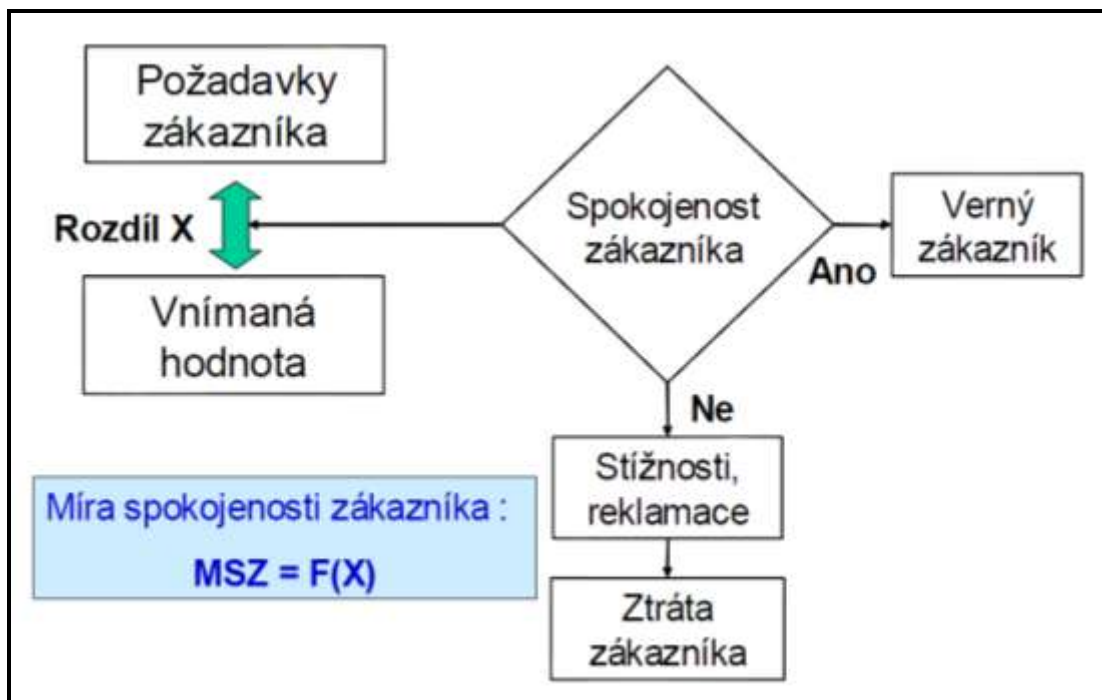 Požadavky
zákazníka
Rozdíl X
Vnímaná
hodnota
Spokojenost
zákazníka
Verný
zákazník
Ano
Ne
Stížnosti,
reklamace
Ztráta
zákazníka
Míra spokojenosti zákazníka :
MSZ = F(X)